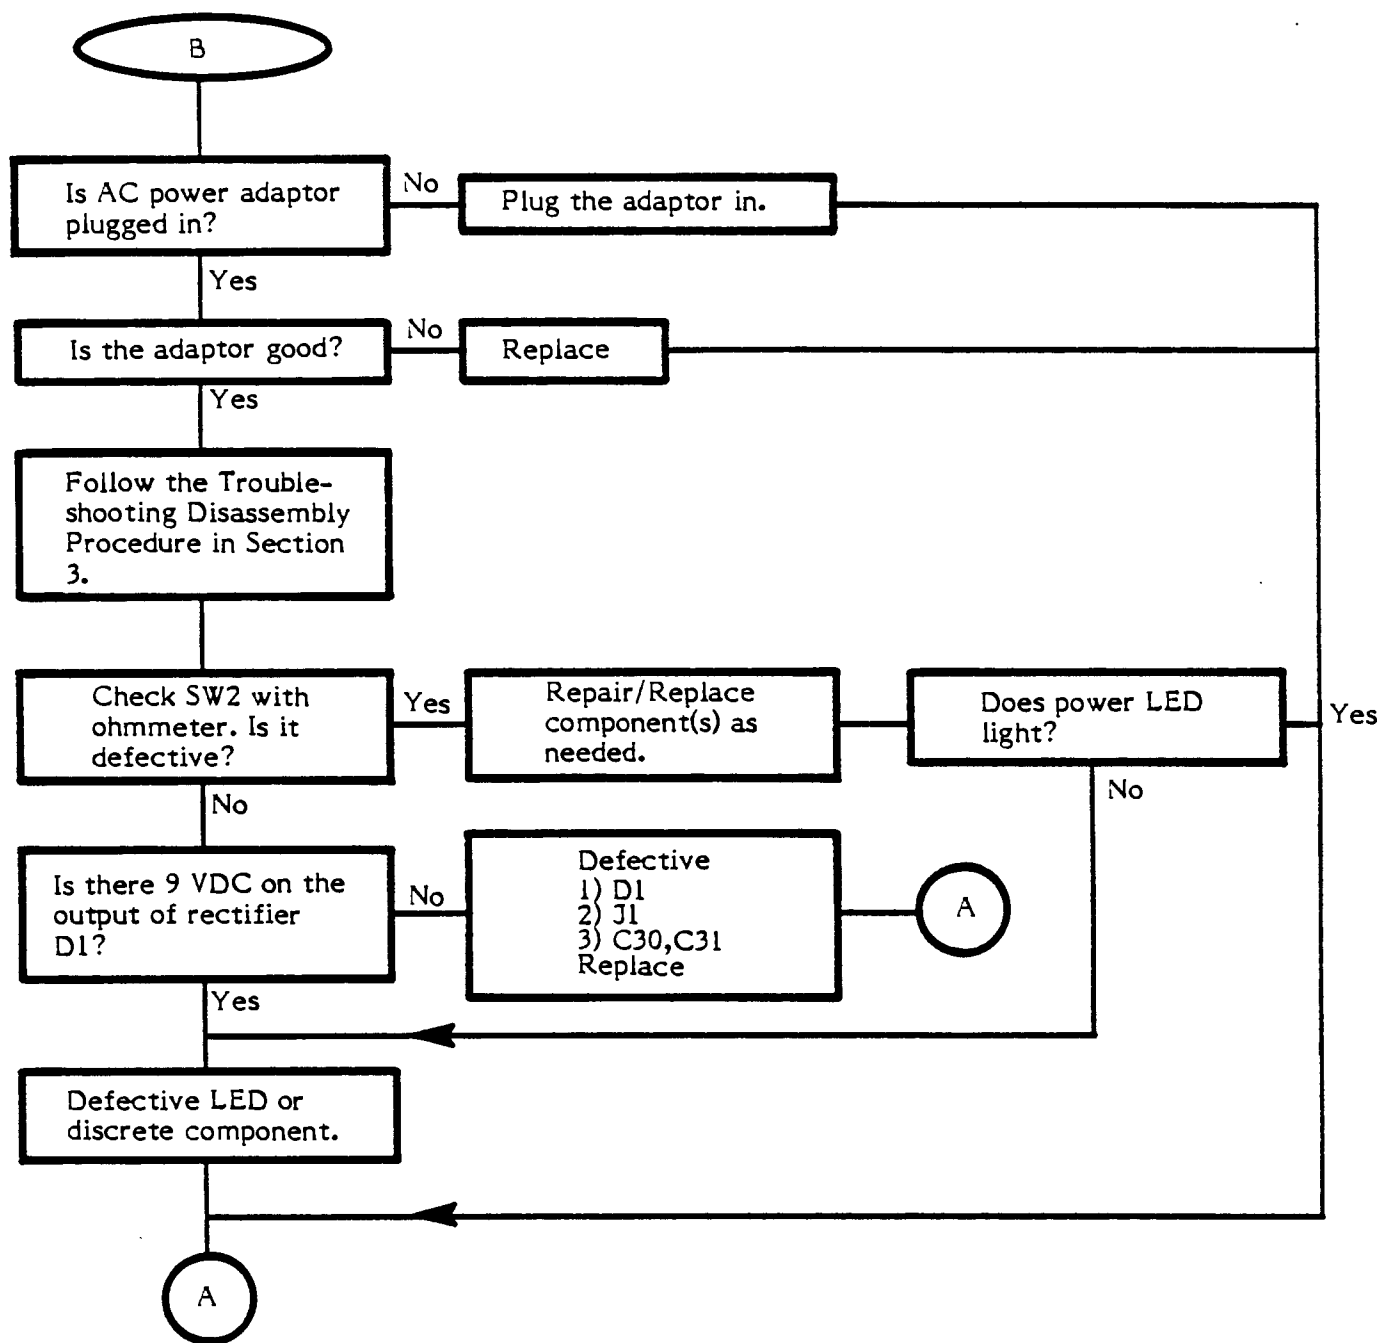 B
Is AC power adaptor
plugged in?
No
Plug the adaptor in.
Yes
Is the adaptor good?
No
Replace
Yes
Follow the Trouble-
shooting Disassembly
Procedure in Section
3.
Check SW2 with
ohmmeter. Is it
defective?
Yes
Repair/Replace
component(s) as
needed.
Does power LED
light?
Yes
No
No
Is there 9 VDC on the
output of rectifier
D1?
No
Defective
1) D1
2) J1
3) C30,C31
Replace
A
Yes
Defective LED or
discrete component.
A